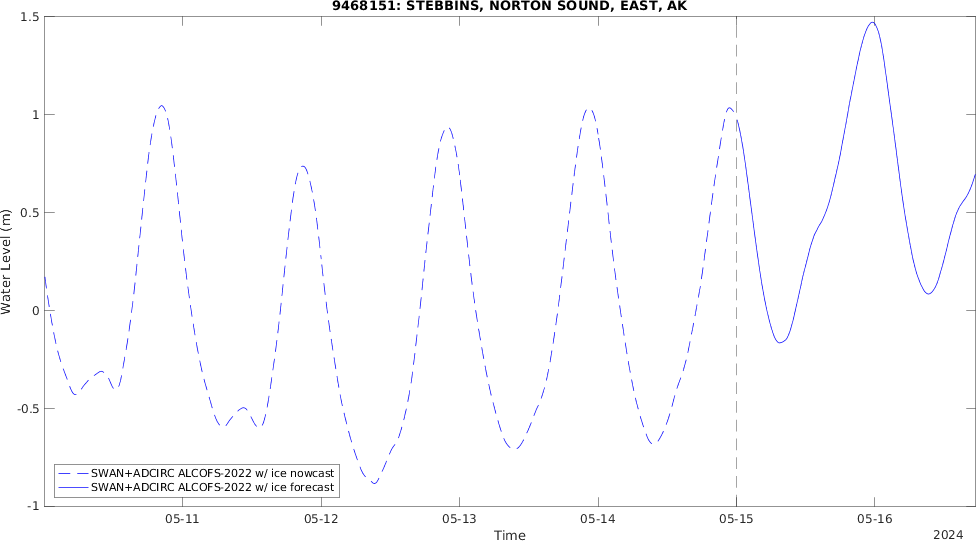 9468151: STEBBINS, NORTON SOUND, EAST, AK
Water Level (m)
1.5
1
0.5
0
-0.5
-1
SWAN+ADCIRC ALCOFS-2022 w/ ice nowcast
SWAN+ADCIRC ALCOFS-2022 w/ ice forecast
05-11 05-12 05-13 05-14 05-15 05-16
Time
2024